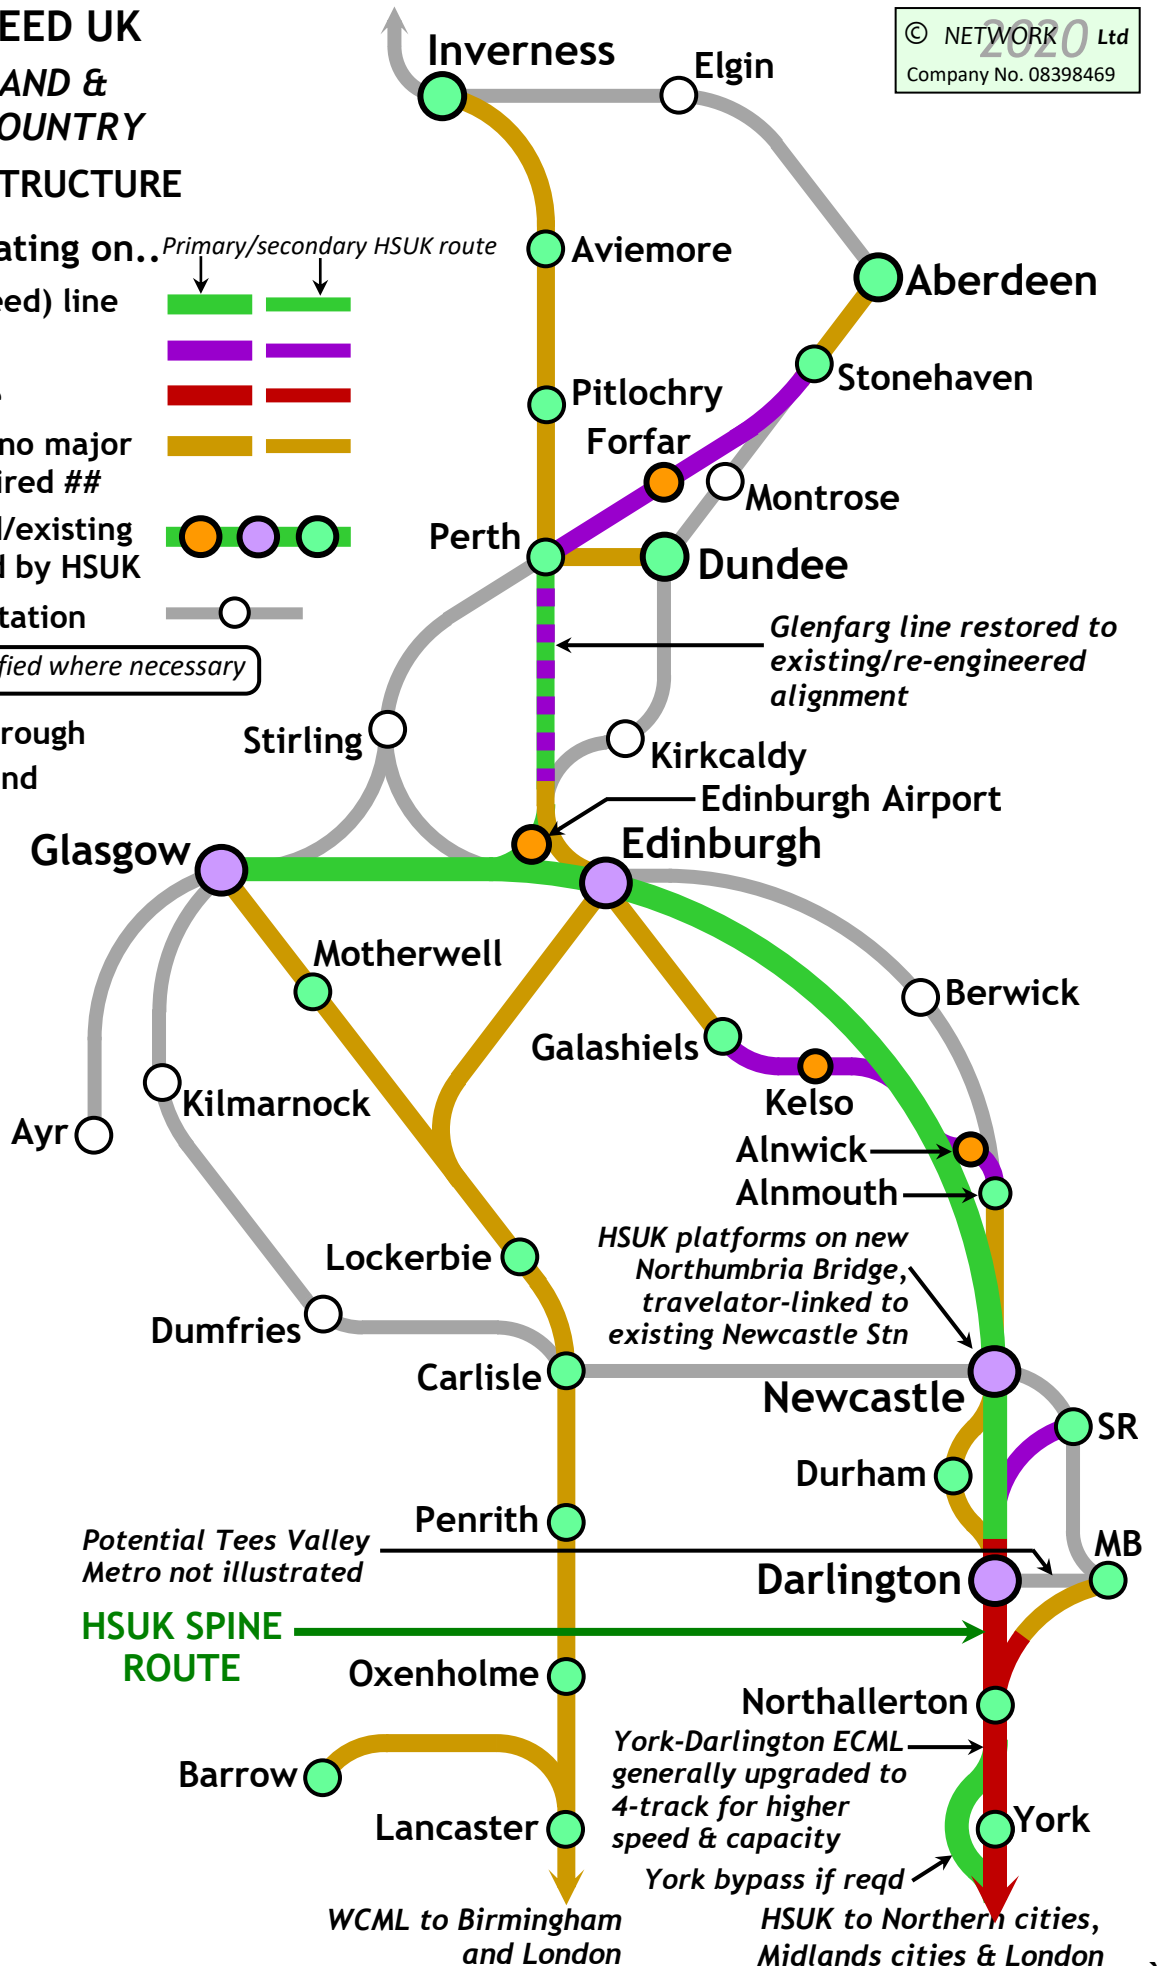 EED UK
AND &
OUNTRY
TRUCTURE
ating on..
Primary/secondary HSUK route
eed) line
e
no major
ired ##
d/existing
d by HSUK
tation
fied where necessary
rough
nd
© NETWORK 2020 Ltd
Company No. 08398469
Inverness
Elgin
Aviemore
Aberdeen
Pitlochry
Stonehaven
Forfar
Montrose
Perth
Dundee
Glenfarg line restored to
existing/re-engineered
alignment
Stirling
Kirkcaldy
Edinburgh Airport
Glasgow
Edinburgh
Motherwell
Berwick
Galashiels
Kelso
Kilmarnock
Ayr
Alnwick
Alnmouth
HSUK platforms on new
Northumbria Bridge,
travelator-linked to
existing Newcastle Stn
Lockerbie
Dumfries
Carlisle
Newcastle
SR
Durham
Penrith
Potential Tees Valley
Metro not illustrated
MB
Darlington
HSUK SPINE
ROUTE
Oxenholme
Northallerton
York-Darlington ECML
generally upgraded to
4-track for higher
speed & capacity
Barrow
Lancaster
York
York bypass if reqd
WCML to Birmingham
and London
HSUK to Northern cities,
Midlands cities & London